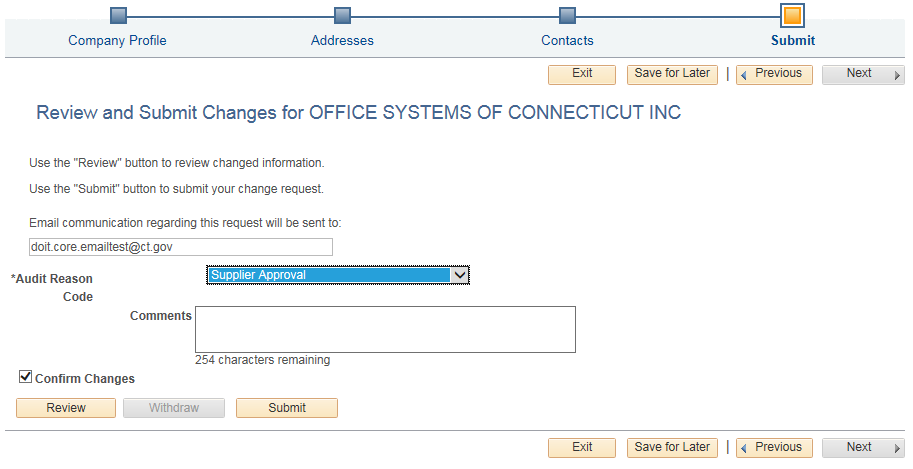 Company Profile Addresses Contacts Submit
Exit Save for Later | Previous Next
Review and Submit Changes for OFFICE SYSTEMS OF CONNECTICUT INC
Use the "Review" button to review changed information.
Use the "Submit" button to submit your change request.
Email communication regarding this request will be sent to:
doit.core.emailtest@ct.gov
*Audit Reason Supplier Approval
Code
Comments
254 characters remaining
Confirm Changes
Review Withdraw Submit
Exit Save for Later | Previous Next